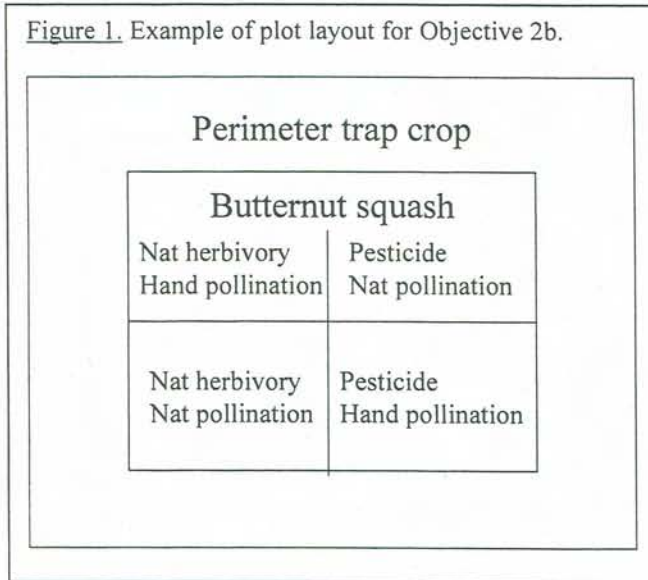 Figure 1. Example of plot layout for Objective 2b.
Perimeter trap crop
Butternut squash
Nat herbivory
Hand pollination
Pesticide
Nat pollination
Nat herbivory
Nat pollination
Pesticide
Hand pollination